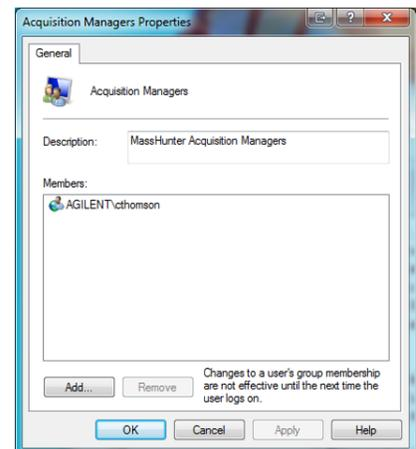 Acquisition Managers Properties
General
Acquisition Managers
Description: MassHunter Acquisition Managers
Members:
AGILENT\cthomson
Add... Remove Changes to a user's group membership
are not effective until the next time the
user logs on.
OK Cancel Apply Help